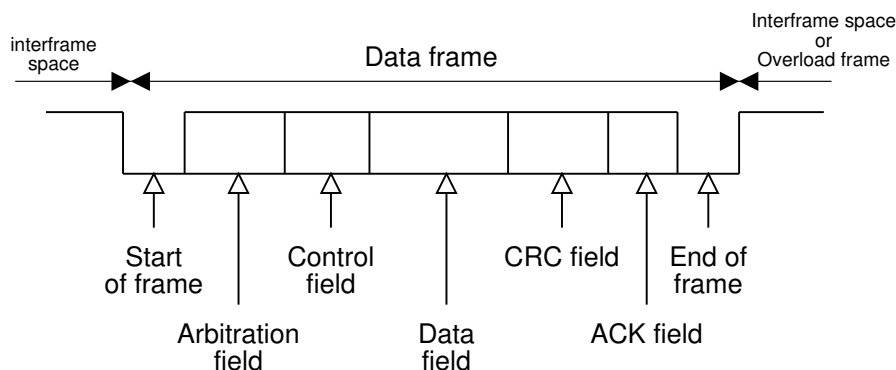 interframe
space
Data frame
Interframe space
or
Overload frame
Start
of frame
Control
field
CRC field
End of
frame
Arbitration
field
Data
field
ACK field